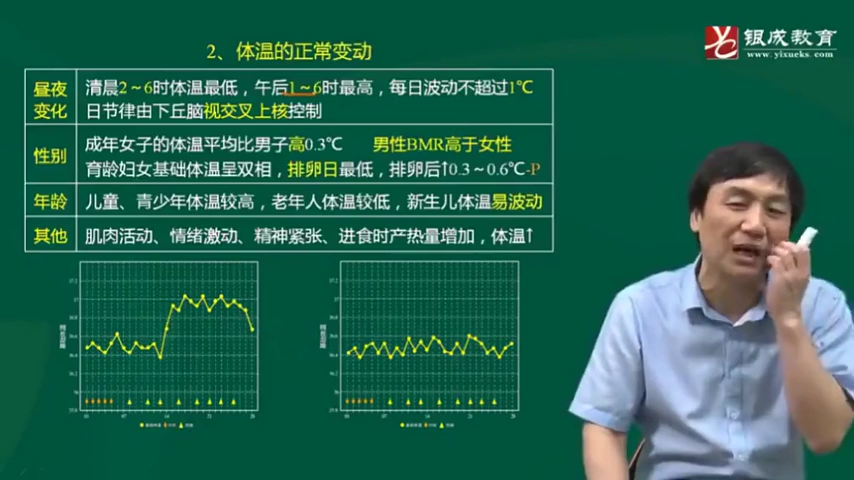 银成教育
www.yixueks.com
2、体温的正常变动
昼夜变化
清晨2～6时体温最低，午后1～6时最高，每日波动不超过1℃
日节律由下丘脑视交叉上核控制
性别
成年女子的体温平均比男子高0.3℃ 男性BMR高于女性
育龄妇女基础体温呈双相，排卵日最低，排卵后↑0.3～0.6℃-P
年龄
儿童、青少年体温较高，老年人体温较低，新生儿体温易波动
其他
肌肉活动、情绪激动、精神紧张、进食时产热量增加，体温↑